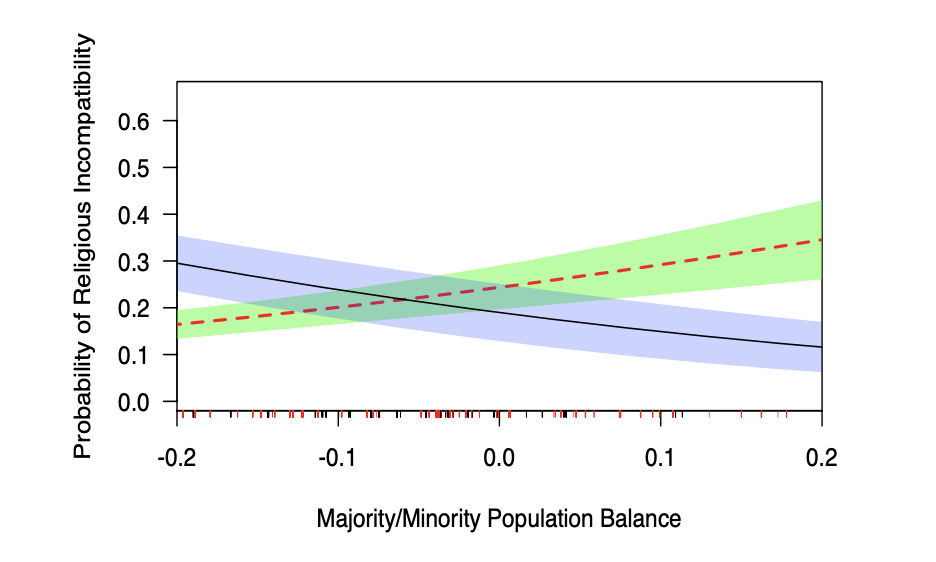 Probability of Religious Incompatibility
0.6
0.5
0.4
0.3
0.2
0.1
0.0
-0.2 -0.1 0.0 0.1 0.2
Majority/Minority Population Balance